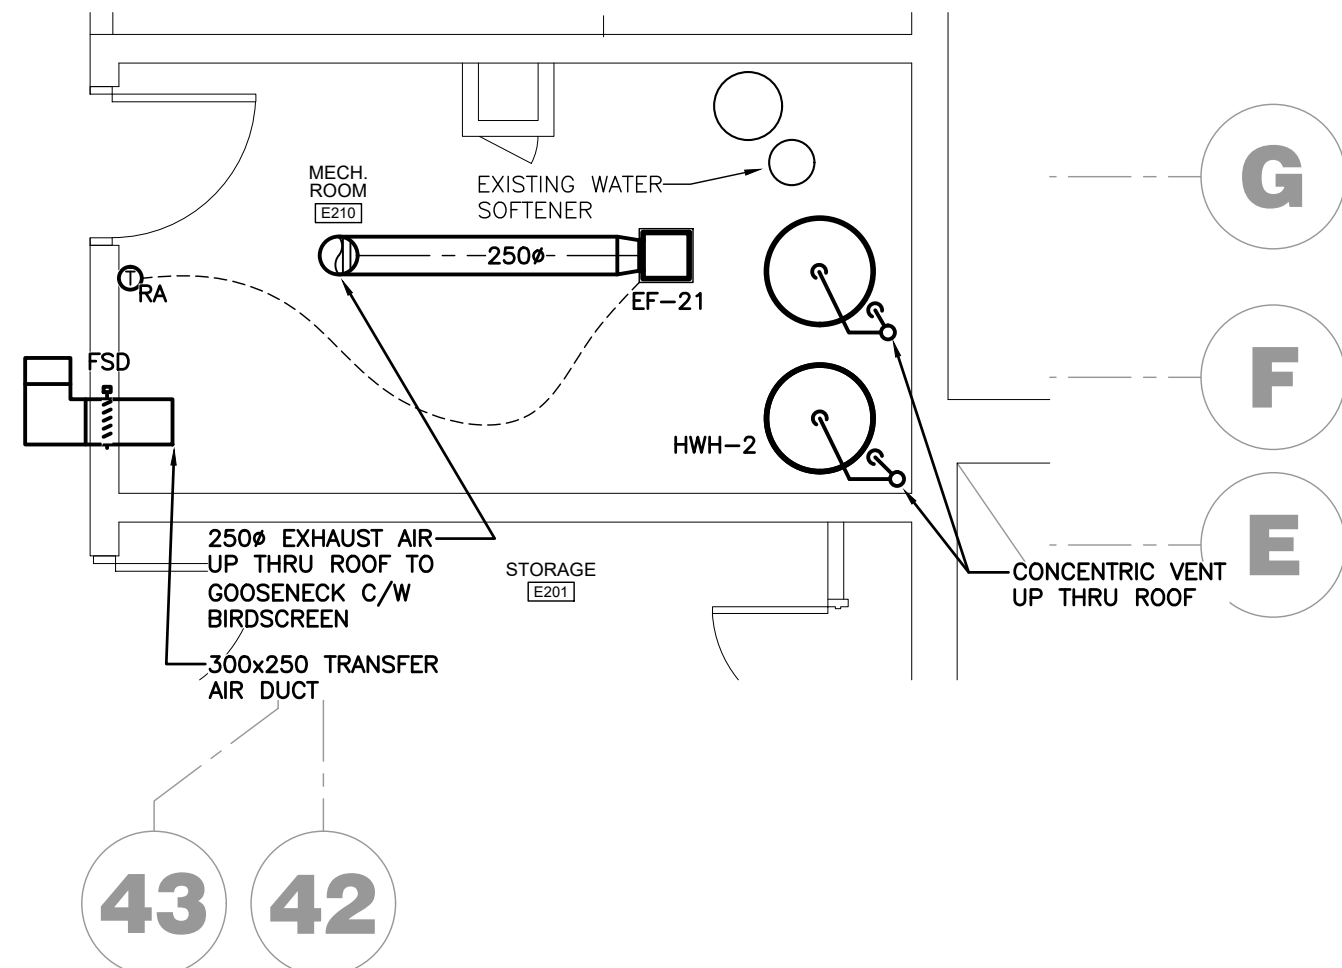 MECH.
ROOM
E210
EXISTING WATER
SOFTENER
G
250ø
T
RA
EF-21
FSD
F
HWH-2
250ø EXHAUST AIR
UP THRU ROOF TO
GOOSENECK C/W
BIRDSCREEN
STORAGE
E201
E
CONCENTRIC VENT
UP THRU ROOF
300x250 TRANSFER
AIR DUCT
43
42